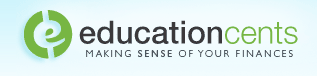 educationcents
MAKING SENSE OF YOUR FINANCES